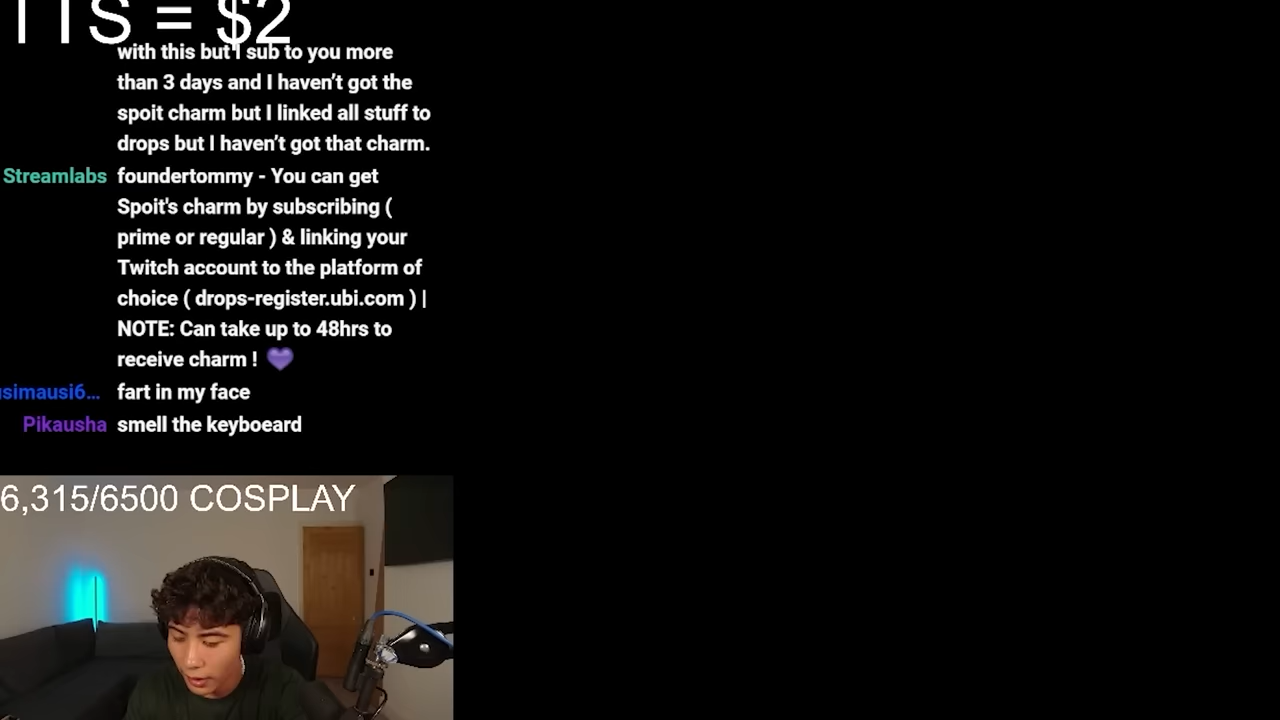 TTS = $2
with this but I sub to you more
than 3 days and I haven't got the
spoit charm but I linked all stuff to
drops but I haven't got that charm.
Streamlabs foundertommy - You can get
Spoit's charm by subscribing (
prime or regular ) & linking your
Twitch account to the platform of
choice ( drops-register.ubi.com ) |
NOTE: Can take up to 48hrs to
receive charm ! 💜
simausi6… fart in my face
Pikausha smell the keyboeard
6,315/6500 COSPLAY